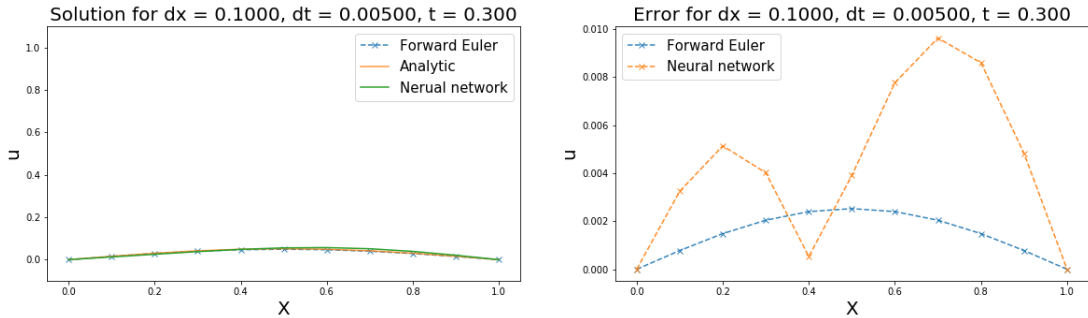 Solution for dx = 0.1000, dt = 0.00500, t = 0.300
1.0
0.8
0.6
0.4
0.2
0.0
u
Forward Euler
Analytic
Nerual network
0.0 0.2 0.4 0.6 0.8 1.0
X
Error for dx = 0.1000, dt = 0.00500, t = 0.300
0.010
0.008
0.006
0.004
0.002
0.000
u
Forward Euler
Neural network
0.0 0.2 0.4 0.6 0.8 1.0
X